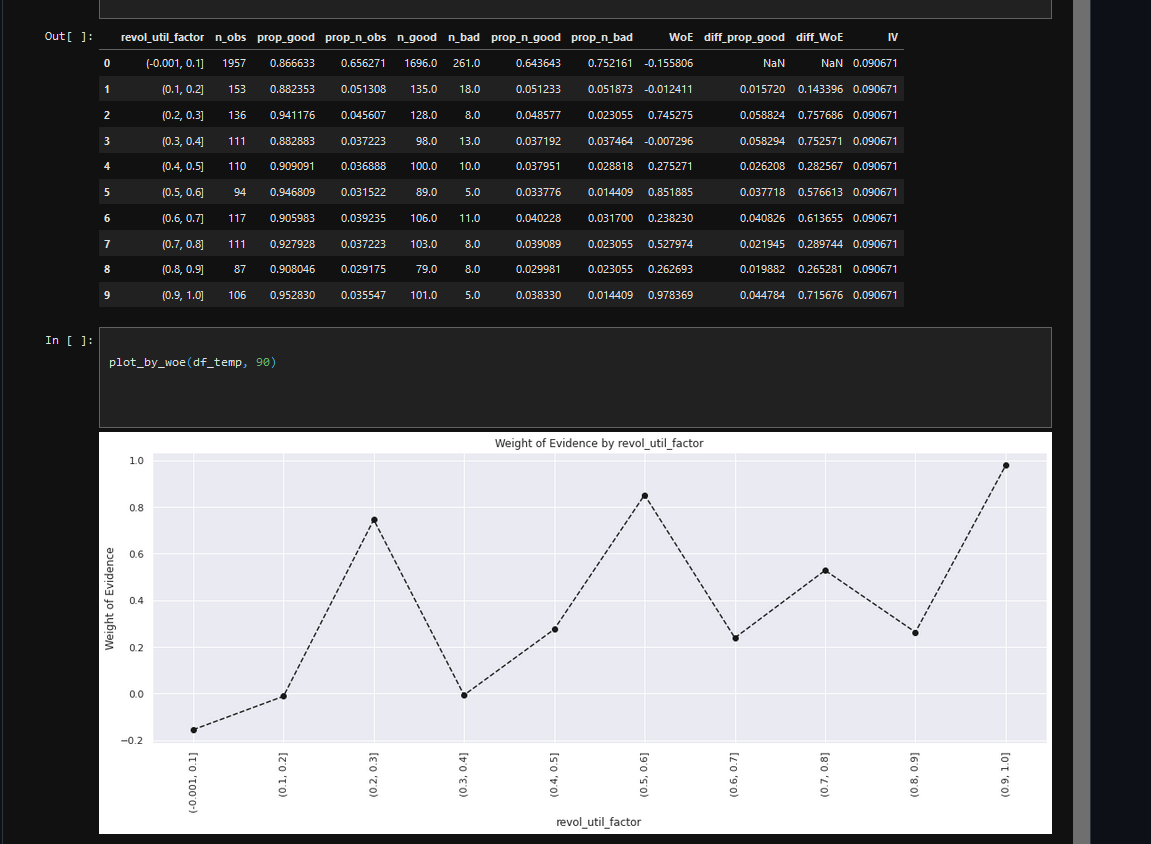 Out[ ]:
revol_util_factor n_obs prop_good prop_n_obs n_good n_bad prop_n_good prop_n_bad WoE diff_prop_good diff_WoE IV
0 (-0.001, 0.1] 1957 0.866633 0.656271 1696.0 261.0 0.643643 0.752161 -0.155806 NaN NaN 0.090671
1 (0.1, 0.2] 153 0.882353 0.051308 135.0 18.0 0.051233 0.051873 -0.012411 0.015720 0.143396 0.090671
2 (0.2, 0.3] 136 0.941176 0.045607 128.0 8.0 0.048577 0.023055 0.745275 0.058824 0.757686 0.090671
3 (0.3, 0.4] 111 0.882883 0.037223 98.0 13.0 0.037192 0.037464 -0.007296 0.058294 0.752571 0.090671
4 (0.4, 0.5] 110 0.909091 0.036888 100.0 10.0 0.037951 0.028818 0.275271 0.026208 0.282567 0.090671
5 (0.5, 0.6] 94 0.946809 0.031522 89.0 5.0 0.033776 0.014409 0.851885 0.037718 0.576613 0.090671
6 (0.6, 0.7] 117 0.905983 0.039235 106.0 11.0 0.040228 0.031700 0.238230 0.040826 0.613655 0.090671
7 (0.7, 0.8] 111 0.927928 0.037223 103.0 8.0 0.039089 0.023055 0.527974 0.021945 0.289744 0.090671
8 (0.8, 0.9] 87 0.908046 0.029175 79.0 8.0 0.029981 0.023055 0.262693 0.019882 0.265281 0.090671
9 (0.9, 1.0] 106 0.952830 0.035547 101.0 5.0 0.038330 0.014409 0.978369 0.044784 0.715676 0.090671
In [ ]:
plot_by_woe(df_temp, 90)
Weight of Evidence by revol_util_factor
Weight of Evidence
1.0
0.8
0.6
0.4
0.2
0.0
−0.2
(-0.001, 0.1]
(0.1, 0.2]
(0.2, 0.3]
(0.3, 0.4]
(0.4, 0.5]
(0.5, 0.6]
(0.6, 0.7]
(0.7, 0.8]
(0.8, 0.9]
(0.9, 1.0]
revol_util_factor